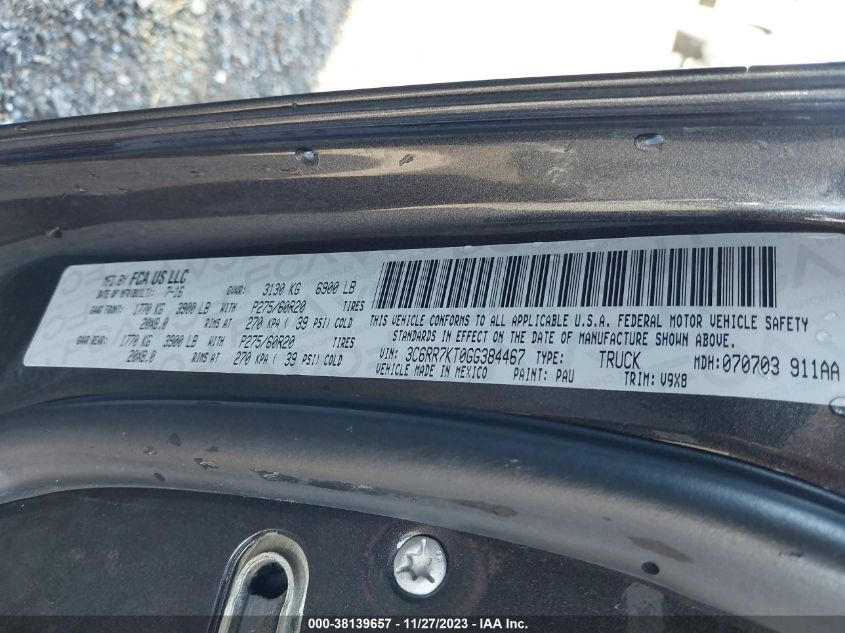 MFD BY FCA US LLC
DATE OF MFR(BUILT): 7-16
GVWR: 3130 KG 6900 LB
GAWR FRONT: 1770 KG 3900 LB WITH P275/60R20 TIRES
20X8.0 RIMS AT 270 KPA ( 39 PSI) COLD
GAWR REAR: 1770 KG 3900 LB WITH P275/60R20 TIRES
20X8.0 RIMS AT 270 KPA ( 39 PSI) COLD
THIS VEHICLE CONFORMS TO ALL APPLICABLE U.S.A. FEDERAL MOTOR VEHICLE SAFETY
STANDARDS IN EFFECT ON THE DATE OF MANUFACTURE SHOWN ABOVE.
VIN: 3C6RR7KT0GG384467 TYPE: TRUCK MDH:070703 911AA
VEHICLE MADE IN MEXICO PAINT: PAU TRIM: V9X8
000-38139657 - 11/27/2023 - IAA Inc.